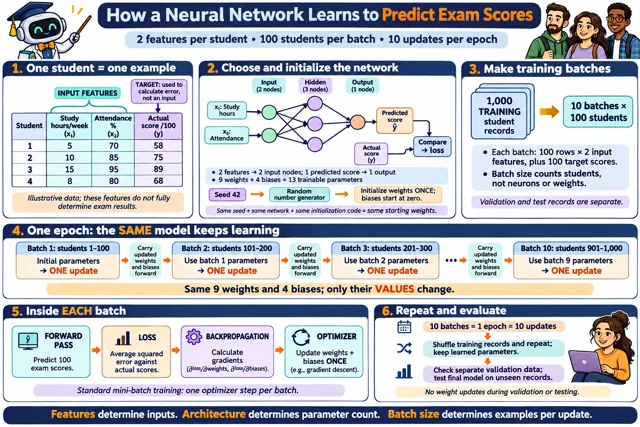 How a Neural Network Learns to Predict Exam Scores
2 features per student • 100 students per batch • 10 updates per epoch
1. One student = one example
INPUT FEATURES
TARGET: used to
calculate error,
not an input
Student
Study
hours/week
(x₁)
Attendance
%
(x₂)
Actual
score /100
(y)
1 5 70 58
2 10 85 75
3 15 95 89
4 8 80 68
Illustrative data; these features do not fully
determine exam results.
2. Choose and initialize the network
Input
(2 nodes)
Hidden
(3 nodes)
Output
(1 node)
x₁: Study
hours
x₂:
Attendance
Predicted
score
ŷ
Actual
score (y)
Compare
→ loss
• 2 features → 2 input nodes; 1 predicted score → 1 output
• 9 weights + 4 biases = 13 trainable parameters
Seed 42
Random
number generator
Initialize weights ONCE;
biases start at zero.
Same seed + same network + same initialization code = same starting weights.
3. Make training batches
1,000
TRAINING
student
records
10 batches ×
100 students
• Each batch: 100 rows × 2 input
features, plus 100 target scores.
• Batch size counts students,
not neurons or weights.
Validation and test records are separate.
4. One epoch: the SAME model keeps learning
Batch 1: students 1–100
Initial parameters
→ ONE update
Carry
updated
weights
and biases
forward
Batch 2: students 101–200
Use batch 1 parameters
→ ONE update
Carry
updated
weights
and biases
forward
Batch 3: students 201–300
Use batch 2 parameters
→ ONE update
•••
Carry
updated
weights
and biases
forward
Batch 10: students 901–1,000
Use batch 9 parameters
→ ONE update
Same 9 weights and 4 biases; only their VALUES change.
5. Inside EACH batch
FORWARD
PASS
Predict 100
exam scores.
LOSS
Average squared
error against
actual scores.
BACKPROPAGATION
Calculate
gradients
(∂loss/∂weights, ∂loss/∂biases).
OPTIMIZER
Update weights +
biases ONCE
(e.g., gradient descent).
Standard mini-batch training: one optimizer step per batch.
6. Repeat and evaluate
10 batches = 1 epoch = 10 updates
Shuffle training records and repeat;
keep learned parameters.
Check separate validation data;
test final model on unseen records.
No weight updates during validation or testing.
Features determine inputs. Architecture determines parameter count. Batch size determines examples per update.